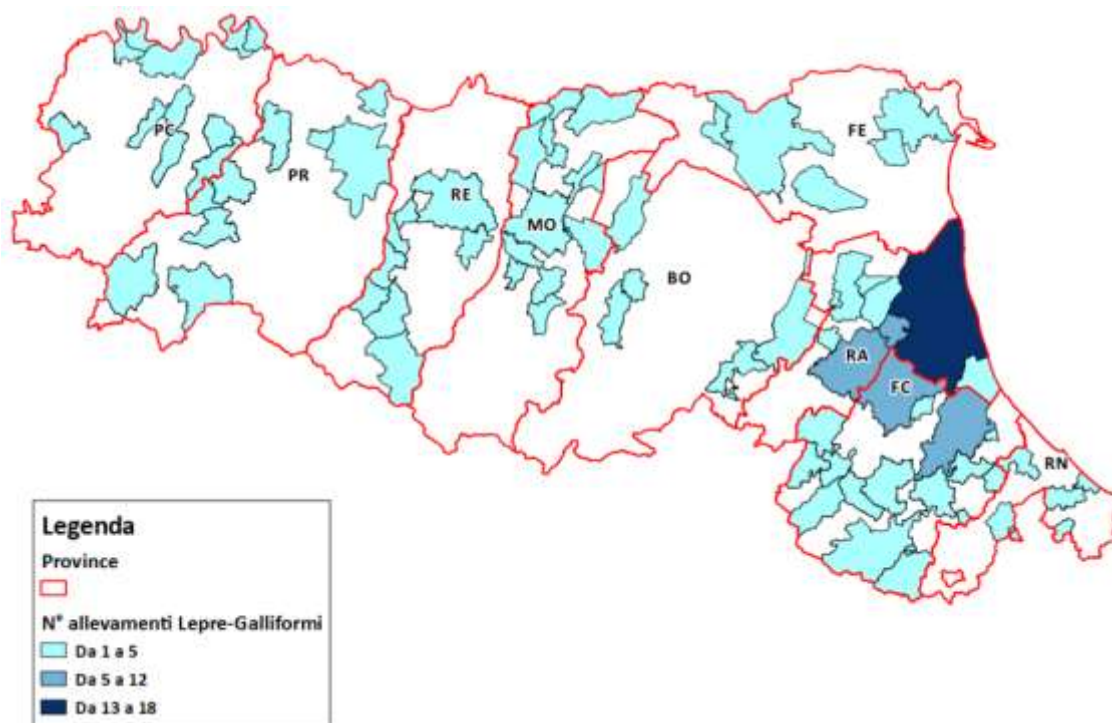 PC
PR
RE
MO
BO
FE
RA
FC
RN
Legenda
Province
N° allevamenti Lepre-Galliformi
Da 1 a 5
Da 5 a 12
Da 13 a 18